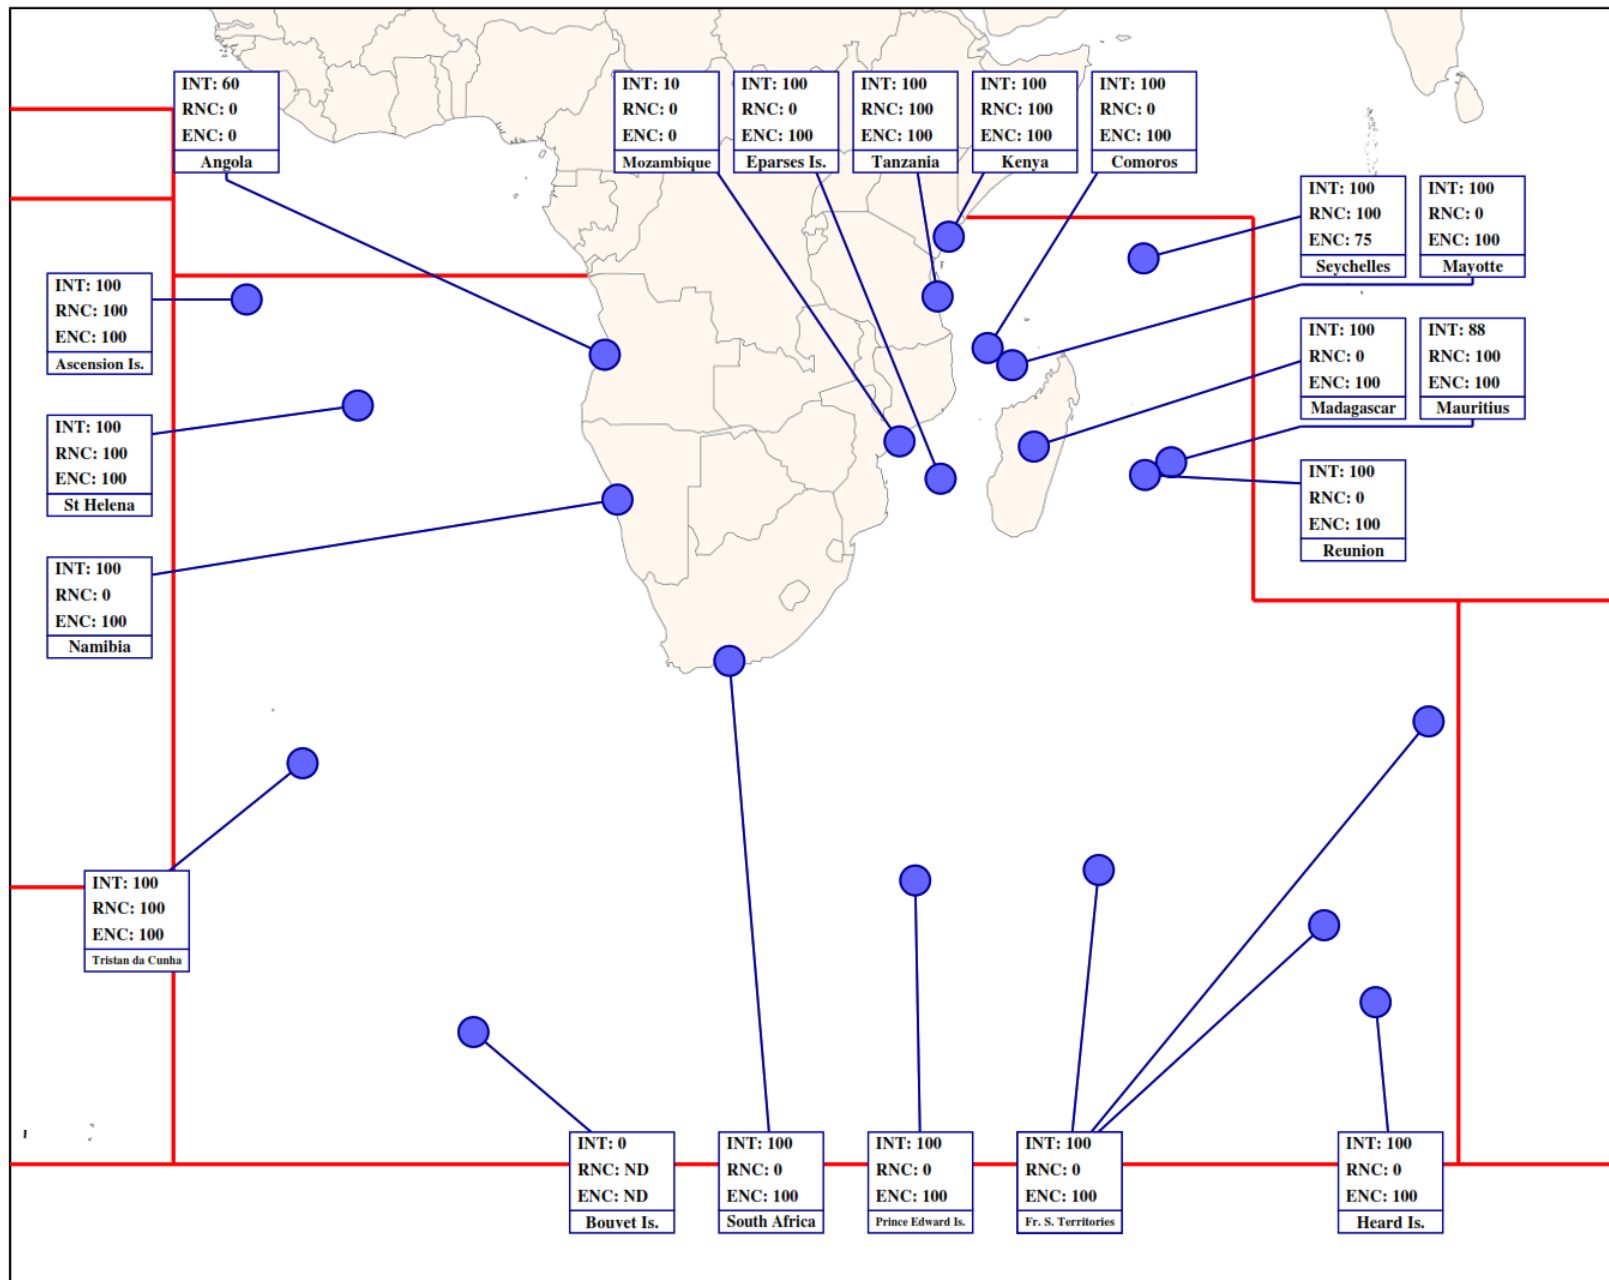 INT: 60
RNC: 0
ENC: 0
Angola
INT: 10
RNC: 0
ENC: 0
Mozambique
INT: 100
RNC: 0
ENC: 100
Eparses Is.
INT: 100
RNC: 100
ENC: 100
Tanzania
INT: 100
RNC: 100
ENC: 100
Kenya
INT: 100
RNC: 0
ENC: 100
Comoros
INT: 100
RNC: 100
ENC: 75
Seychelles
INT: 100
RNC: 0
ENC: 100
Mayotte
INT: 100
RNC: 100
ENC: 100
Ascension Is.
INT: 100
RNC: 0
ENC: 100
Madagascar
INT: 88
RNC: 100
ENC: 100
Mauritius
INT: 100
RNC: 100
ENC: 100
St Helena
INT: 100
RNC: 0
ENC: 100
Reunion
INT: 100
RNC: 0
ENC: 100
Namibia
INT: 100
RNC: 100
ENC: 100
Tristan da Cunha
INT: 0
RNC: ND
ENC: ND
Bouvet Is.
INT: 100
RNC: 0
ENC: 100
South Africa
INT: 100
RNC: 0
ENC: 100
Prince Edward Is.
INT: 100
RNC: 0
ENC: 100
Fr. S. Territories
INT: 100
RNC: 0
ENC: 100
Heard Is.